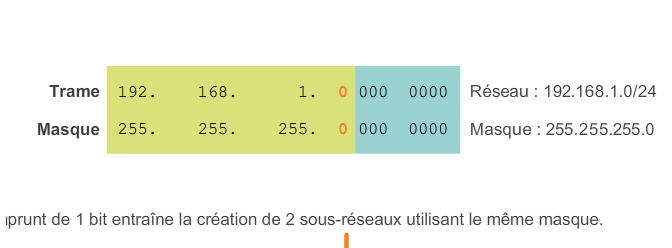 Trame 192. 168. 1. 0 000 0000 Réseau : 192.168.1.0/24
Masque 255. 255. 255. 0 000 0000 Masque : 255.255.255.0
de 1 bit entraîne la création de 2 sous-réseaux utilisant le même masque.